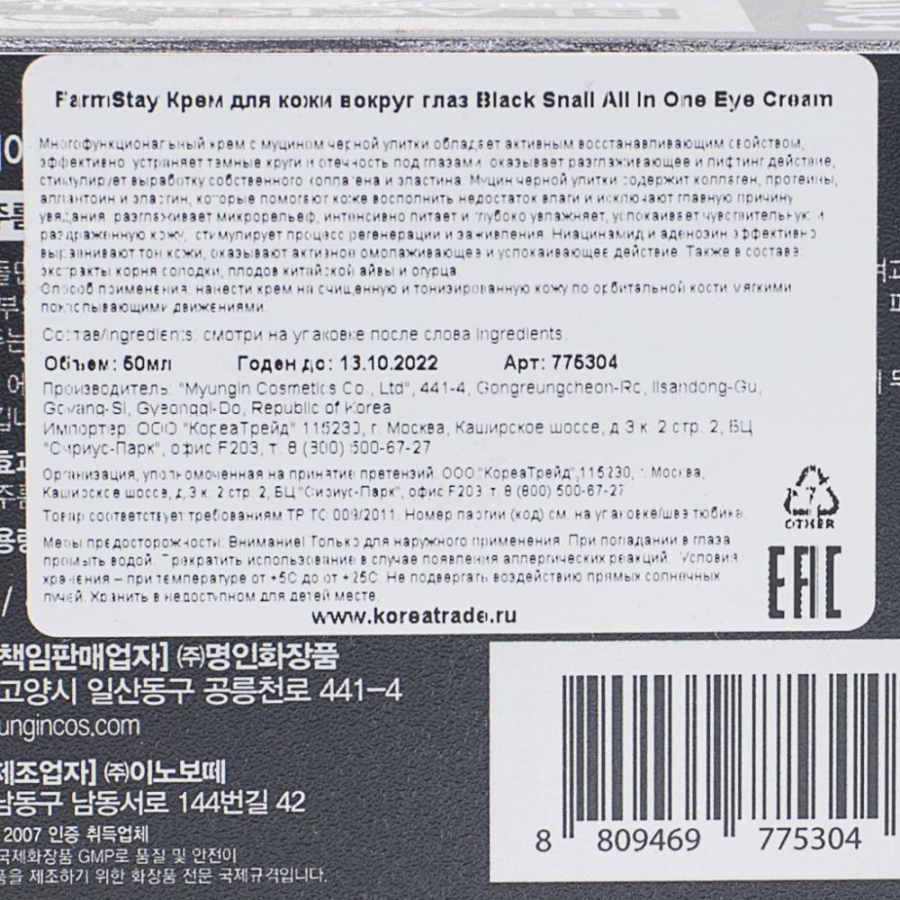 FarmStay Крем для кожи вокруг глаз Black Snail All In One Eye Cream
Многофункциональный крем с муцином черной улитки обладает активным восстанавливающим свойством,
эффективно устраняет темные круги и отечность под глазами, оказывает разглаживающее и лифтинг действие,
стимулирует выработку собственного коллагена и эластина. Муцин черной улитки содержит коллаген, протеины,
аллантоин и эластин, которые помогают коже восполнить недостаток влаги и исключают главную причину
увядания, разглаживает микрорельеф, интенсивно питает и глубоко увлажняет, успокаивает чувствительную и
раздраженную кожу, стимулирует процесс регенерации и заживления. Ниацинамид и аденозин эффективно
выравнивают тон кожи, оказывают активное омолаживающее и успокаивающее действие. Также в составе:
экстракты корня солодки, плодов китайской айвы и огурца.
Способ применения: нанести крем на очищенную и тонизированную кожу по орбитальной кости мягкими
похлопывающими движениями.
Состав/Ingredients: смотри на упаковке после слова Ingredients.
Объем: 50мл Годен до: 13.10.2022 Арт: 775304
Производитель: "MyungIn Cosmetics Co., Ltd", 441-4, Gongreungcheon-Ro, Ilsandong-Gu,
Goyang-Si, Gyeonggi-Do, Republic of Korea
Импортер: ООО "КореаТрейд" 115230, г. Москва, Каширское шоссе, д 3 к. 2 стр. 2, БЦ
"Сириус-Парк", офис F203, т. 8 (800) 500-67-27
Организация, уполномоченная на принятие претензий: ООО "КореаТрейд", 115230, г. Москва,
Каширское шоссе, д, 3 к. 2 стр. 2, БЦ "Сириус-Парк", офис F203 т. 8 (800) 500-67-27
Товар соответствует требованиям ТР ТС 009/2011. Номер партии (код) см. на упаковке/шве тюбика.
Меры предосторожности: Внимание! Только для наружного применения. При попадании в глаза
промыть водой. Прекратить использование в случае появления аллергических реакций. Условия
хранения – при температуре от +5С до от +25С. Не подвергать воздействию прямых солнечных
лучей. Хранить в недоступном для детей месте.
www.koreatrade.ru
7
OTHER
EAC
책임판매업자] ㈜명인화장품
고양시 일산동구 공릉천로 441-4
ungincos.com
제조업자] ㈜이노보떼
남동구 남동서로 144번길 42
2007 인증 취득업체
국제화장품 GMP로 품질 및 안전이
품을 제조하기 위한 화장품 전문 국제규격입니다.
8 809469 775304